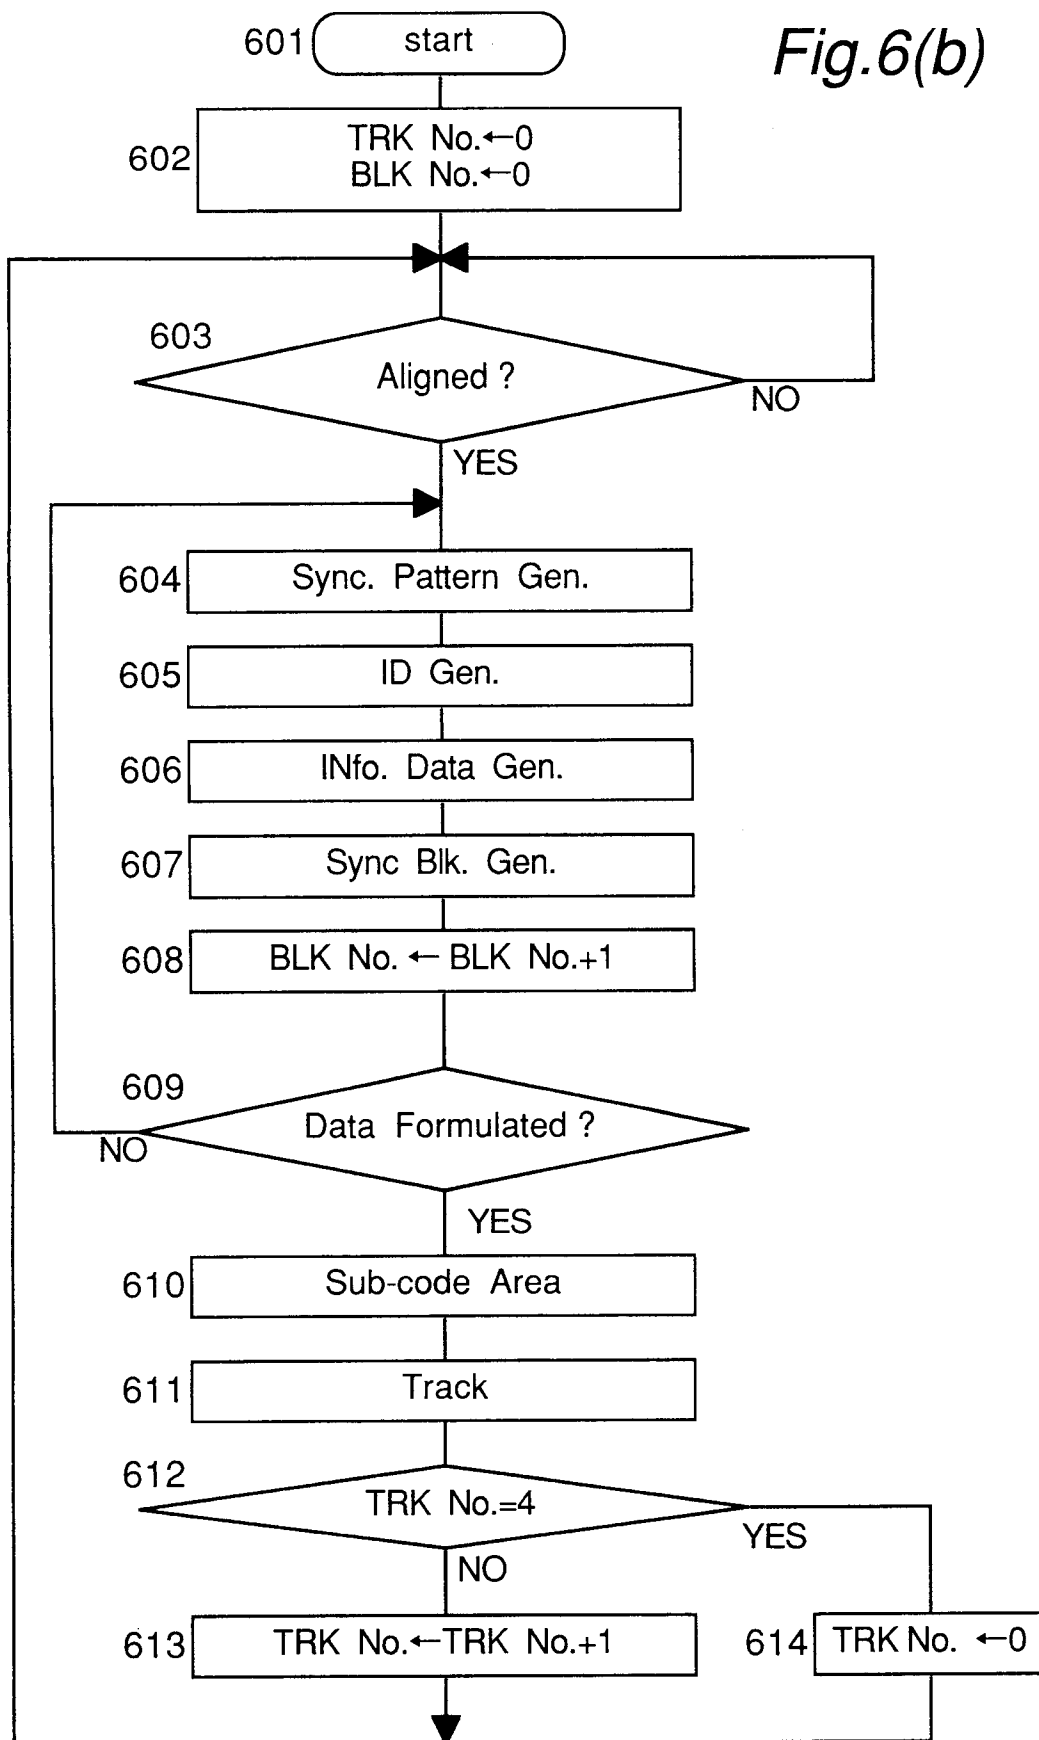 Fig.6(b)
601 start
602 TRK No.←0
BLK No.←0
603 Aligned ?
NO
YES
604 Sync. Pattern Gen.
605 ID Gen.
606 INfo. Data Gen.
607 Sync Blk. Gen.
608 BLK No. ← BLK No.+1
609 Data Formulated ?
NO
YES
610 Sub-code Area
611 Track
612 TRK No.=4
YES
NO
613 TRK No.←TRK No.+1
614 TRK No. ←0